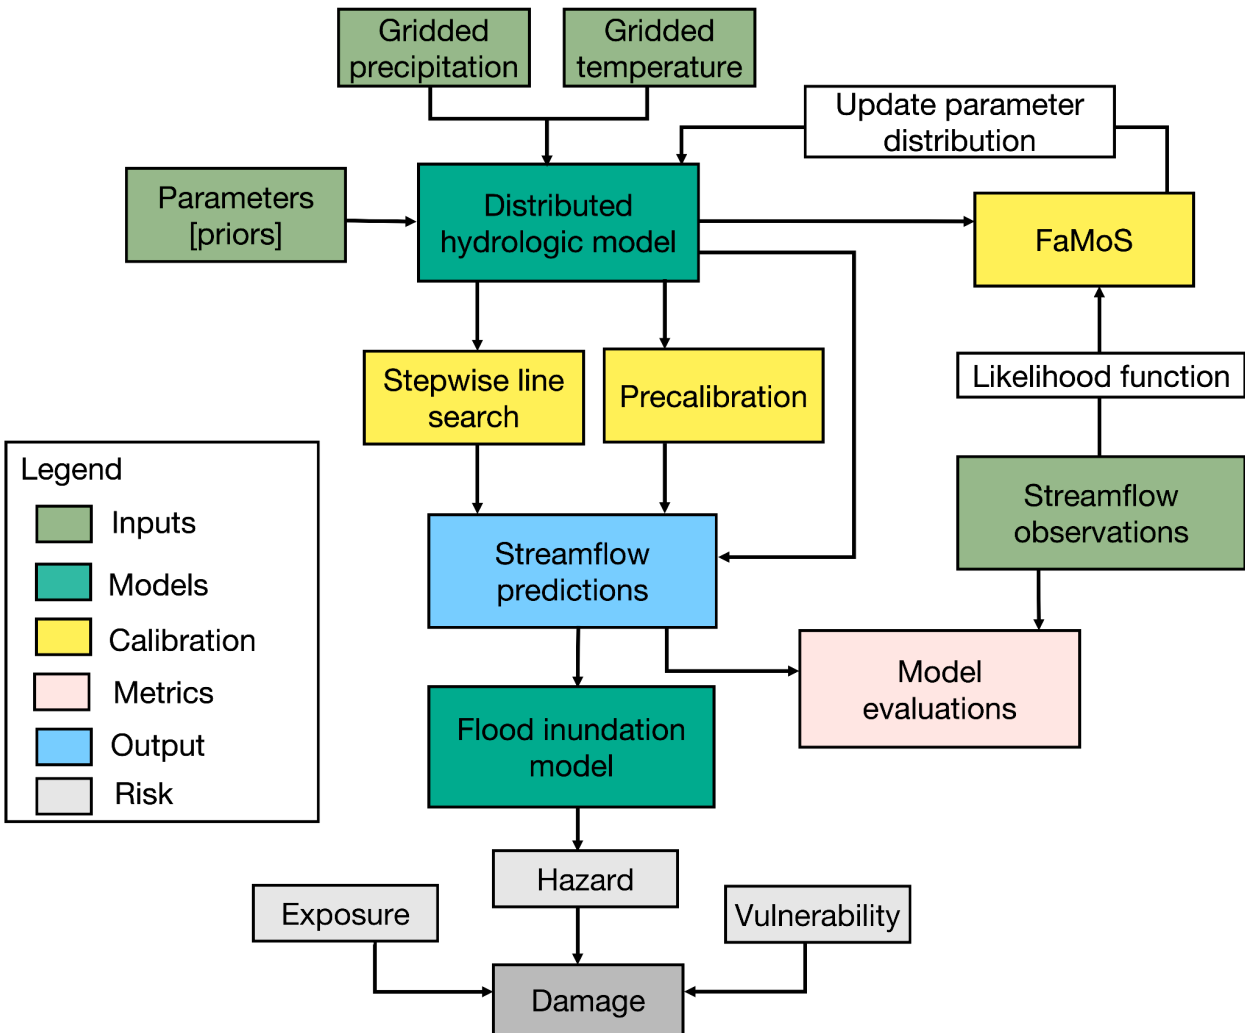 Gridded
precipitation
Gridded
temperature
Update parameter
distribution
Parameters
[priors]
Distributed
hydrologic model
FaMoS
Stepwise line
search
Precalibration
Likelihood function
Legend
Inputs
Models
Calibration
Metrics
Output
Risk
Streamflow
observations
Streamflow
predictions
Model
evaluations
Flood inundation
model
Hazard
Exposure
Vulnerability
Damage